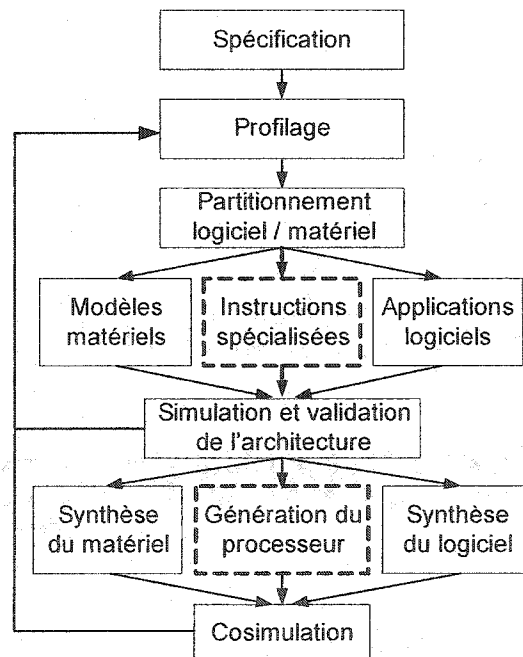 Spécification
Profilage
Partitionnement
logiciel / matériel
Modèles
matériels
Instructions
spécialisées
Applications
logiciels
Simulation et validation
de l'architecture
Synthèse
du matériel
Génération du
processeur
Synthèse
du logiciel
Cosimulation